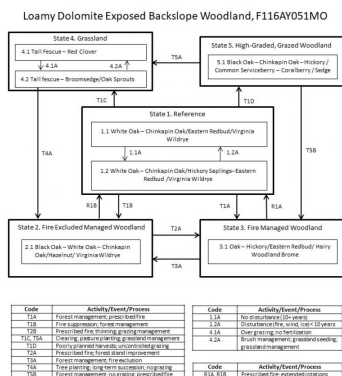 Loamy Dolomite Exposed Backslope Woodland, F116AY051MO
State 4. Grassland
4.1 Tall Fescue – Red Clover
4.1A
4.2A
4.2 Tall fescue – Broomsedge/Oak Sprouts
T5A
State 5. High-Graded, Grazed Woodland
5.1 Black Oak – Chinkapin Oak – Hickory /
Common Serviceberry – Coralberry / Sedge
T1C
T1D
State 1. Reference
1.1 White Oak – Chinkapin Oak/Eastern Redbud/Virginia
Wildrye
1.1A
1.2A
1.2 White Oak – Chinkapin Oak/Hickory Saplings–Eastern
Redbud /Virginia Wildrye
T4A
T5B
R1B
T1B
T1A
R1A
State 2. Fire Excluded Managed Woodland
2.1 Black Oak – White Oak – Chinkapin
Oak/Hazelnut/ Virginia Wildrye
T2A
T3A
State 3. Fire Managed Woodland
3.1 Oak – Hickory/Eastern Redbud/ Hairy
Woodland Brome
Code Activity/Event/Process
T1A Forest management; prescribed fire
T1B Fire suppression; forest management
T2B Prescribed fire; thinning; grazing management
T1C, T5A Clearing; pasture planting; grassland management
T1D Poorly planned harvests; uncontrolled grazing
T2A Prescribed fire; forest stand improvement
T3A Forest management; fire exclusion
T4A Tree planting; long-term succession; no grazing
T5B Forest management; no grazing; prescribed fire
Code Activity/Event/Process
1.1A No disturbance (10+ years)
1.2A Disturbance (fire, wind, ice) < 10 years
4.1A Over grazing; no fertilization
4.2A Brush management; grassland seeding;
grassland management
Code Activity/Event/Process
R1A, R1B Prescribed fire; extended rotations